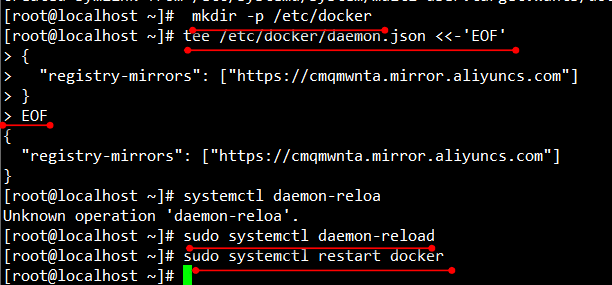 [root@localhost ~]#  mkdir -p /etc/docker
[root@localhost ~]# tee /etc/docker/daemon.json <<-'EOF'
> {
>   "registry-mirrors": ["https://cmqmwnta.mirror.aliyuncs.com"]
> }
> EOF
{
  "registry-mirrors": ["https://cmqmwnta.mirror.aliyuncs.com"]
}
[root@localhost ~]# systemctl daemon-reloa
Unknown operation 'daemon-reloa'.
[root@localhost ~]# sudo systemctl daemon-reload
[root@localhost ~]# sudo systemctl restart docker
[root@localhost ~]#